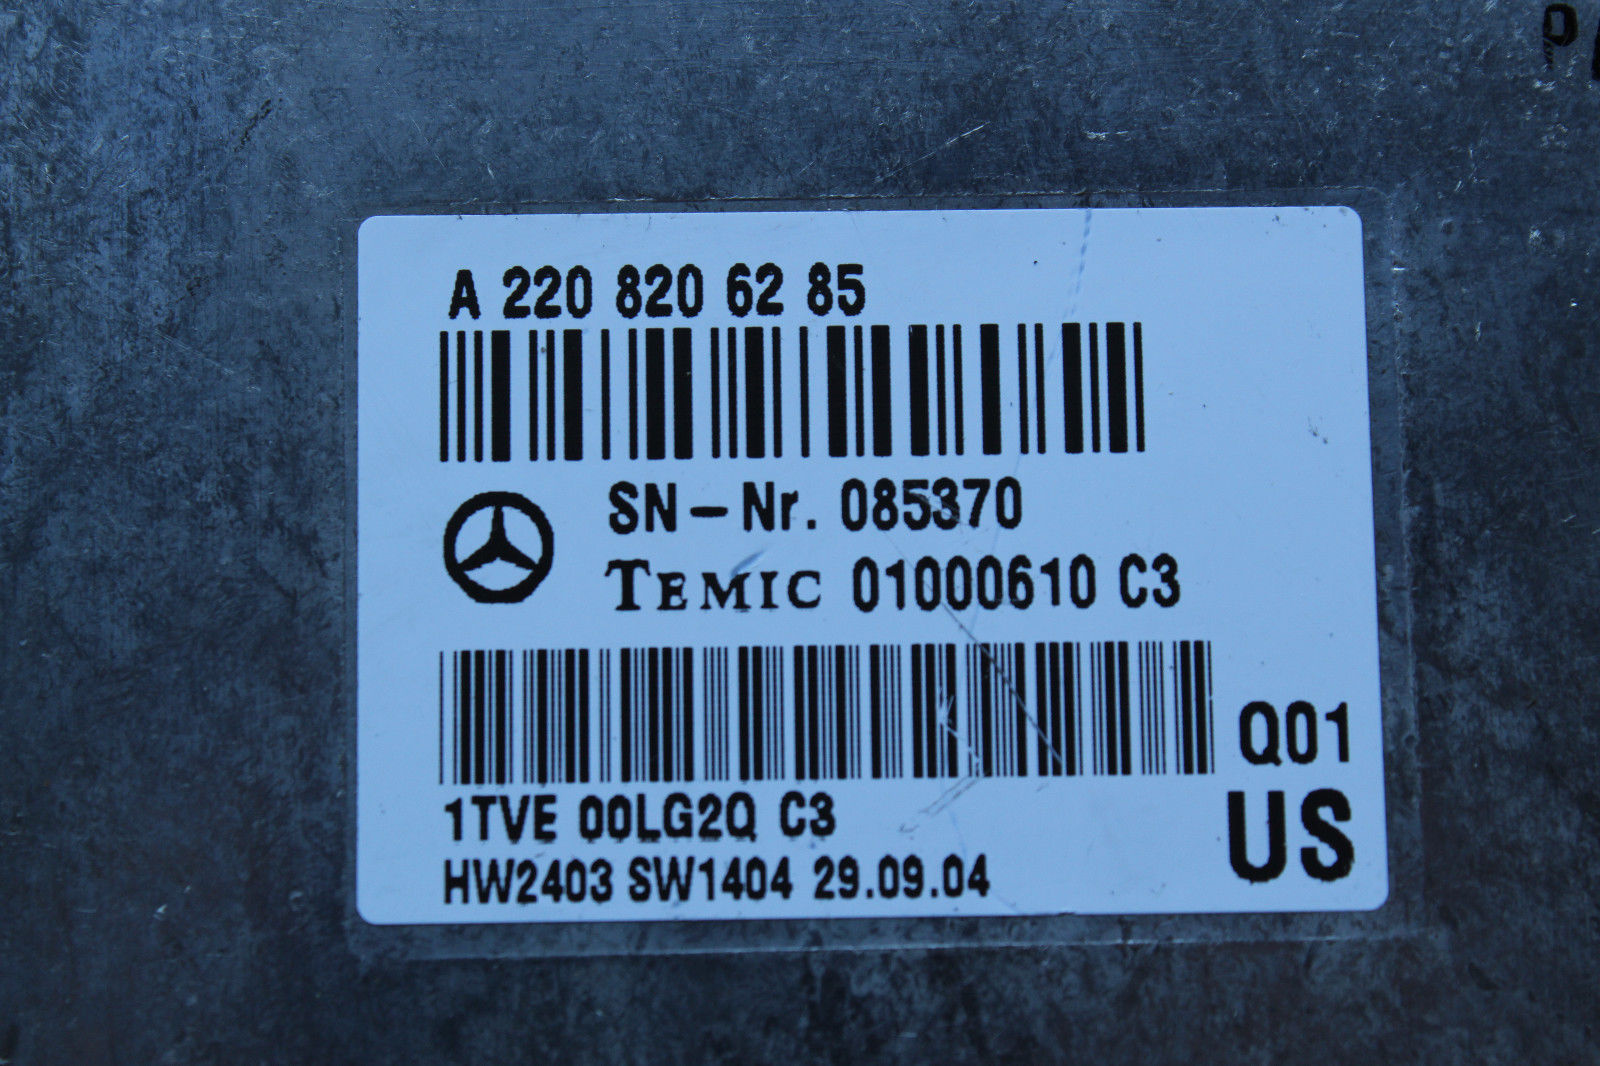 A 220 820 62 85
SN-Nr. 085370
TEMIC 01000610 C3
Q01
1TVE 00LG2Q C3
US
HW2403 SW1404 29.09.04